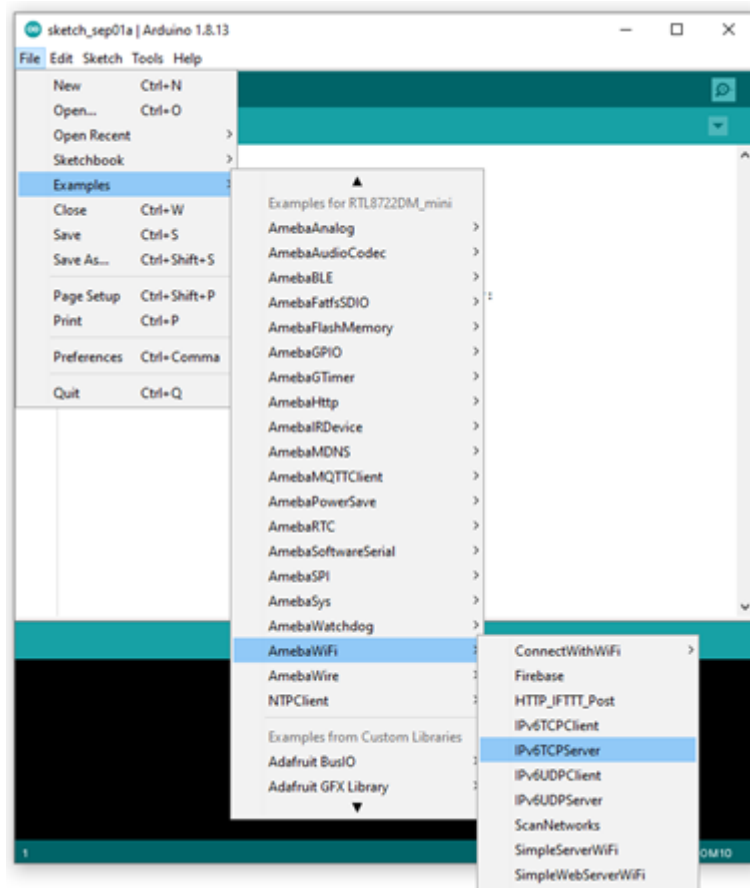 sketch_sep01a | Arduino 1.8.13
File Edit Sketch Tools Help
New Ctrl+N
Open... Ctrl+O
Open Recent
Sketchbook
Examples
Close Ctrl+W
Save Ctrl+S
Save As... Ctrl+Shift+S
Page Setup Ctrl+Shift+P
Print Ctrl+P
Preferences Ctrl+Comma
Quit Ctrl+Q
Examples for RTL8722DM_mini
AmebaAnalog
AmebaAudioCodec
AmebaBLE
AmebaFatfsSDIO
AmebaFlashMemory
AmebaGPIO
AmebaGTimer
AmebaHttp
AmebaIRDevice
AmebaMDNS
AmebaMQTTClient
AmebaPowerSave
AmebaRTC
AmebaSoftwareSerial
AmebaSPI
AmebaSys
AmebaWatchdog
AmebaWiFi
AmebaWire
NTPClient
Examples from Custom Libraries
Adafruit BusIO
Adafruit GFX Library
ConnectWithWiFi
Firebase
HTTP_IFTTT_Post
IPv6TCPClient
IPv6TCPServer
IPv6UDPClient
IPv6UDPServer
ScanNetworks
SimpleServerWiFi
SimpleWebServerWiFi
1
OM10